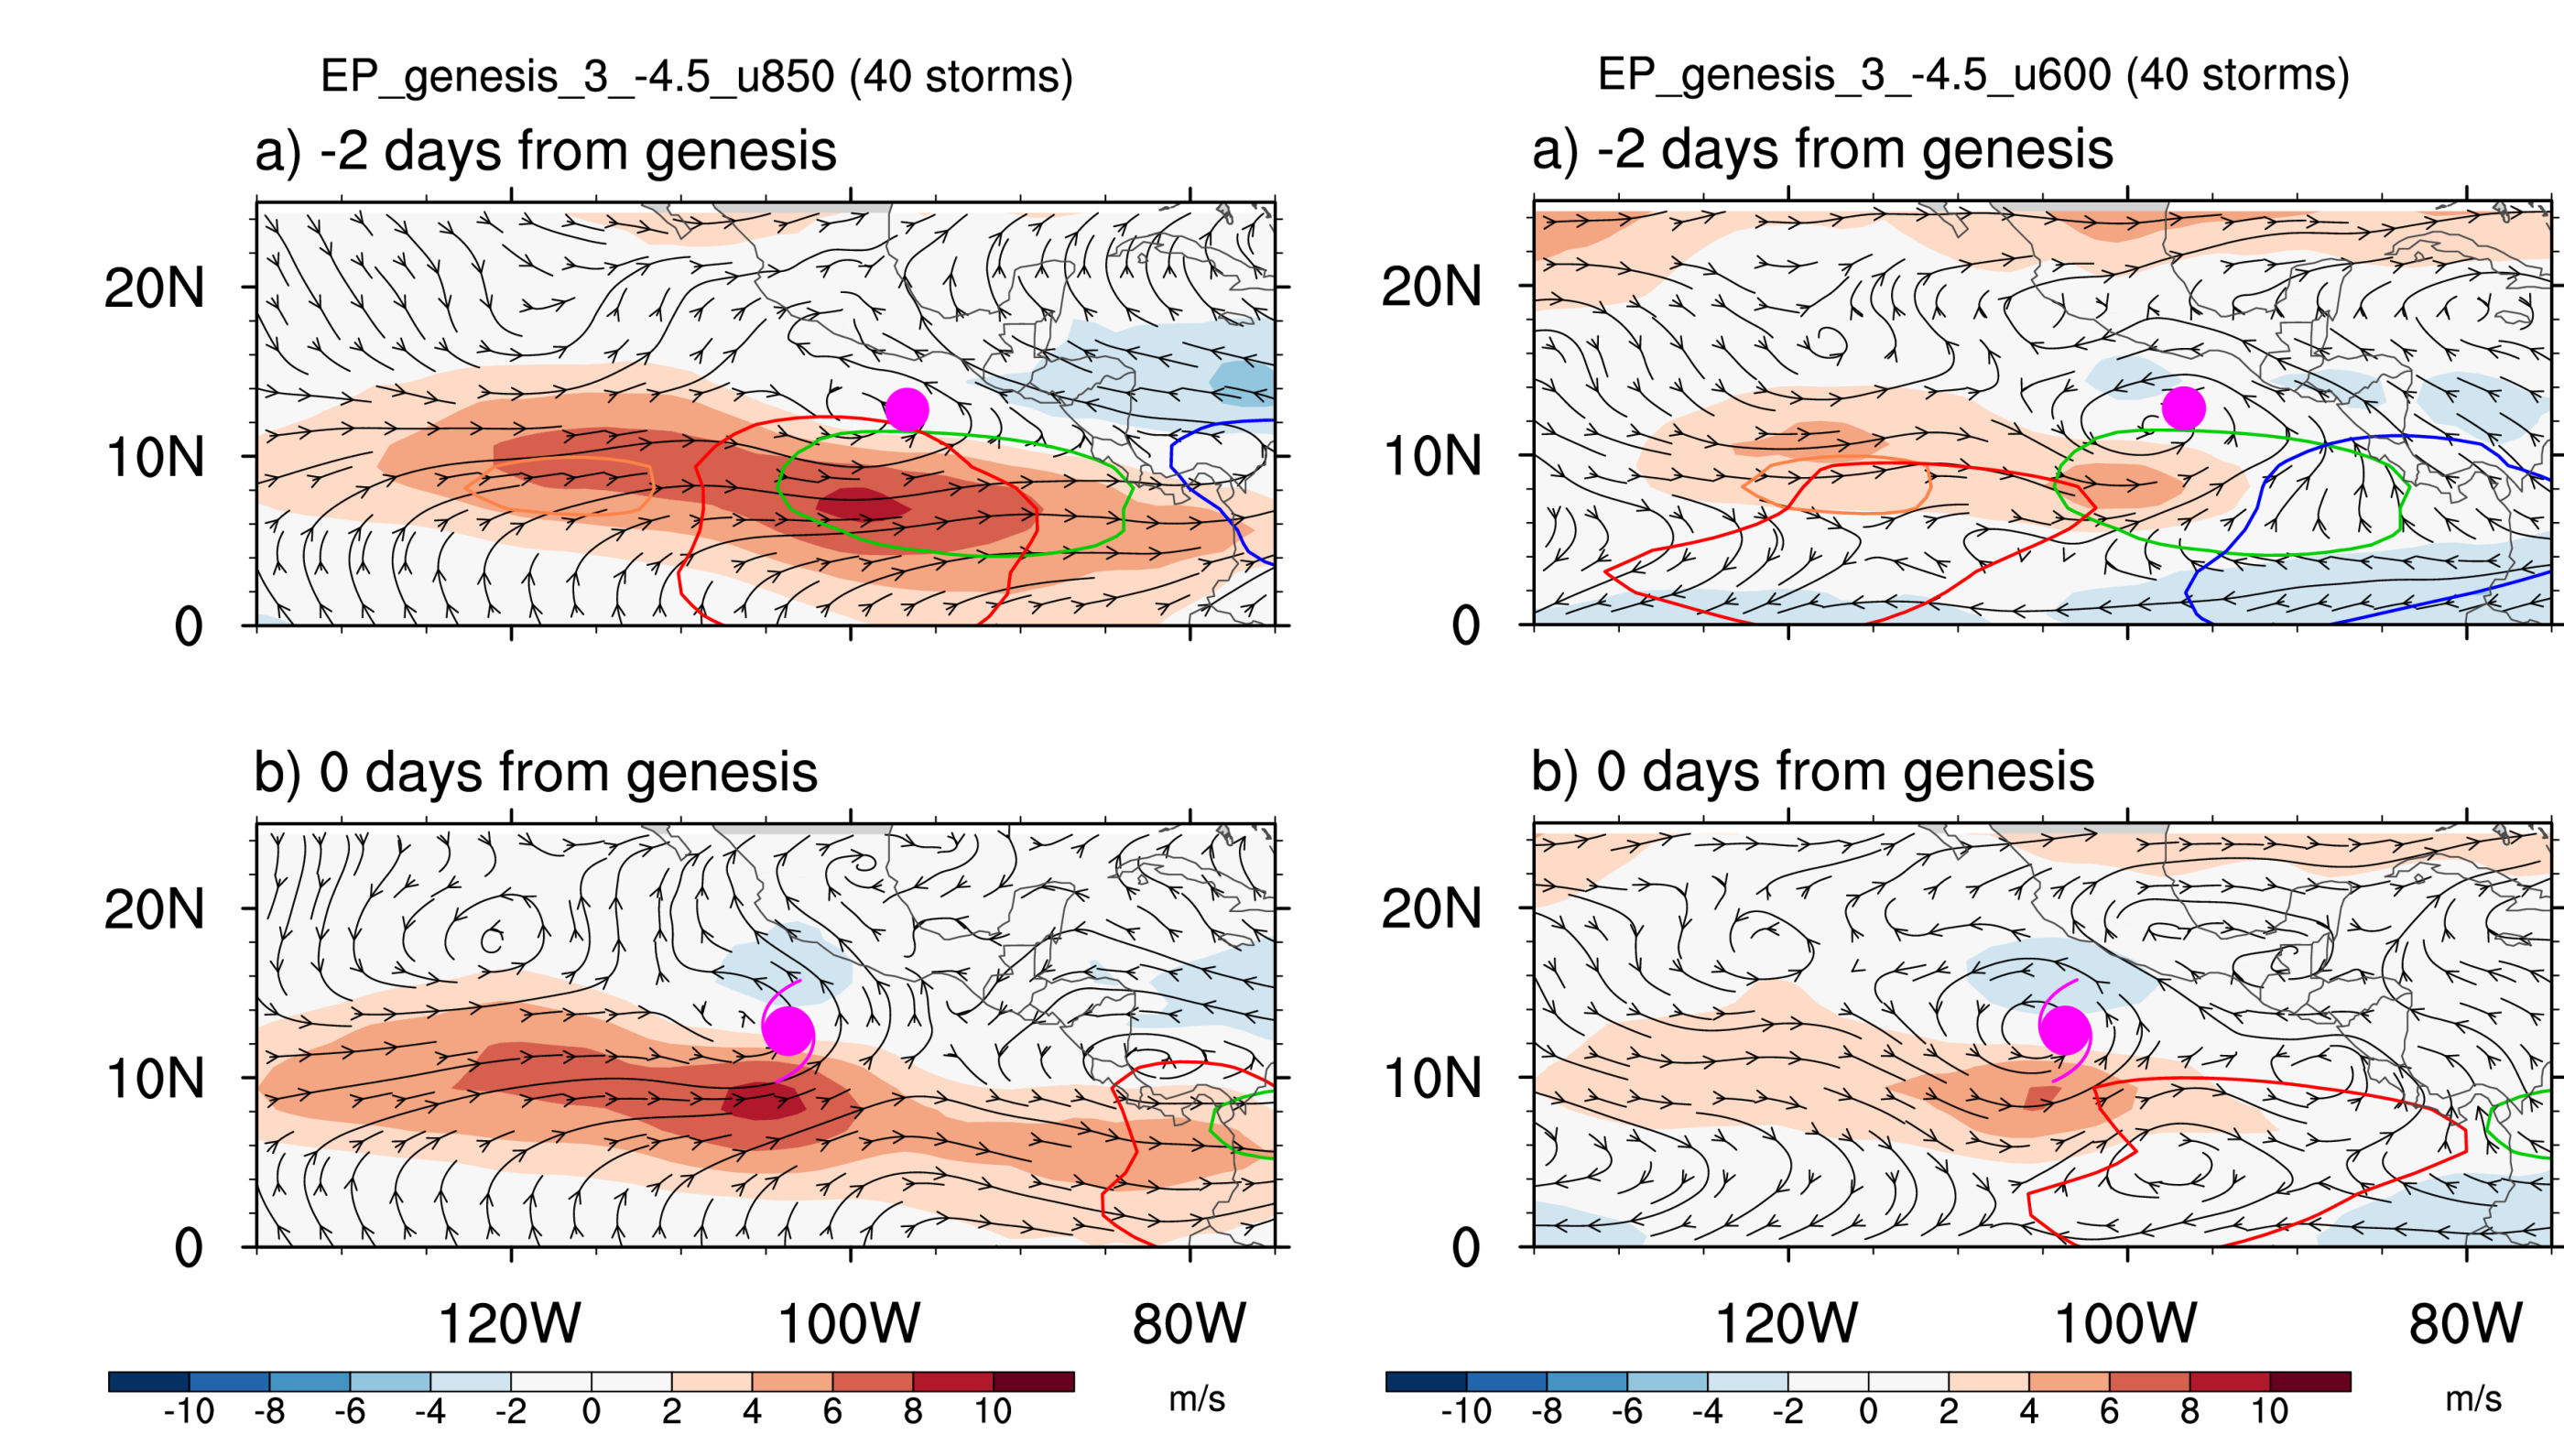 EP_genesis_3_-4.5_u850 (40 storms)
a) -2 days from genesis
20N
10N
0
b) 0 days from genesis
20N
10N
0
120W 100W 80W
-10 -8 -6 -4 -2 0 2 4 6 8 10 m/s
EP_genesis_3_-4.5_u600 (40 storms)
a) -2 days from genesis
20N
10N
0
b) 0 days from genesis
20N
10N
0
120W 100W 80W
-10 -8 -6 -4 -2 0 2 4 6 8 10 m/s